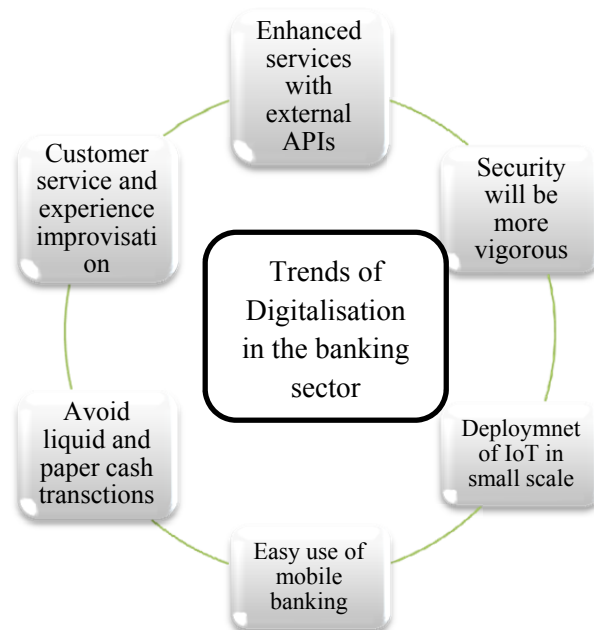 Enhanced
services
with
external
APIs
Security
will be
more
vigorous
Deploymnet
of IoT in
small scale
Easy use of
mobile
banking
Avoid
liquid and
paper cash
transctions
Customer
service and
experience
improvisati
on
Trends of
Digitalisation
in the banking
sector